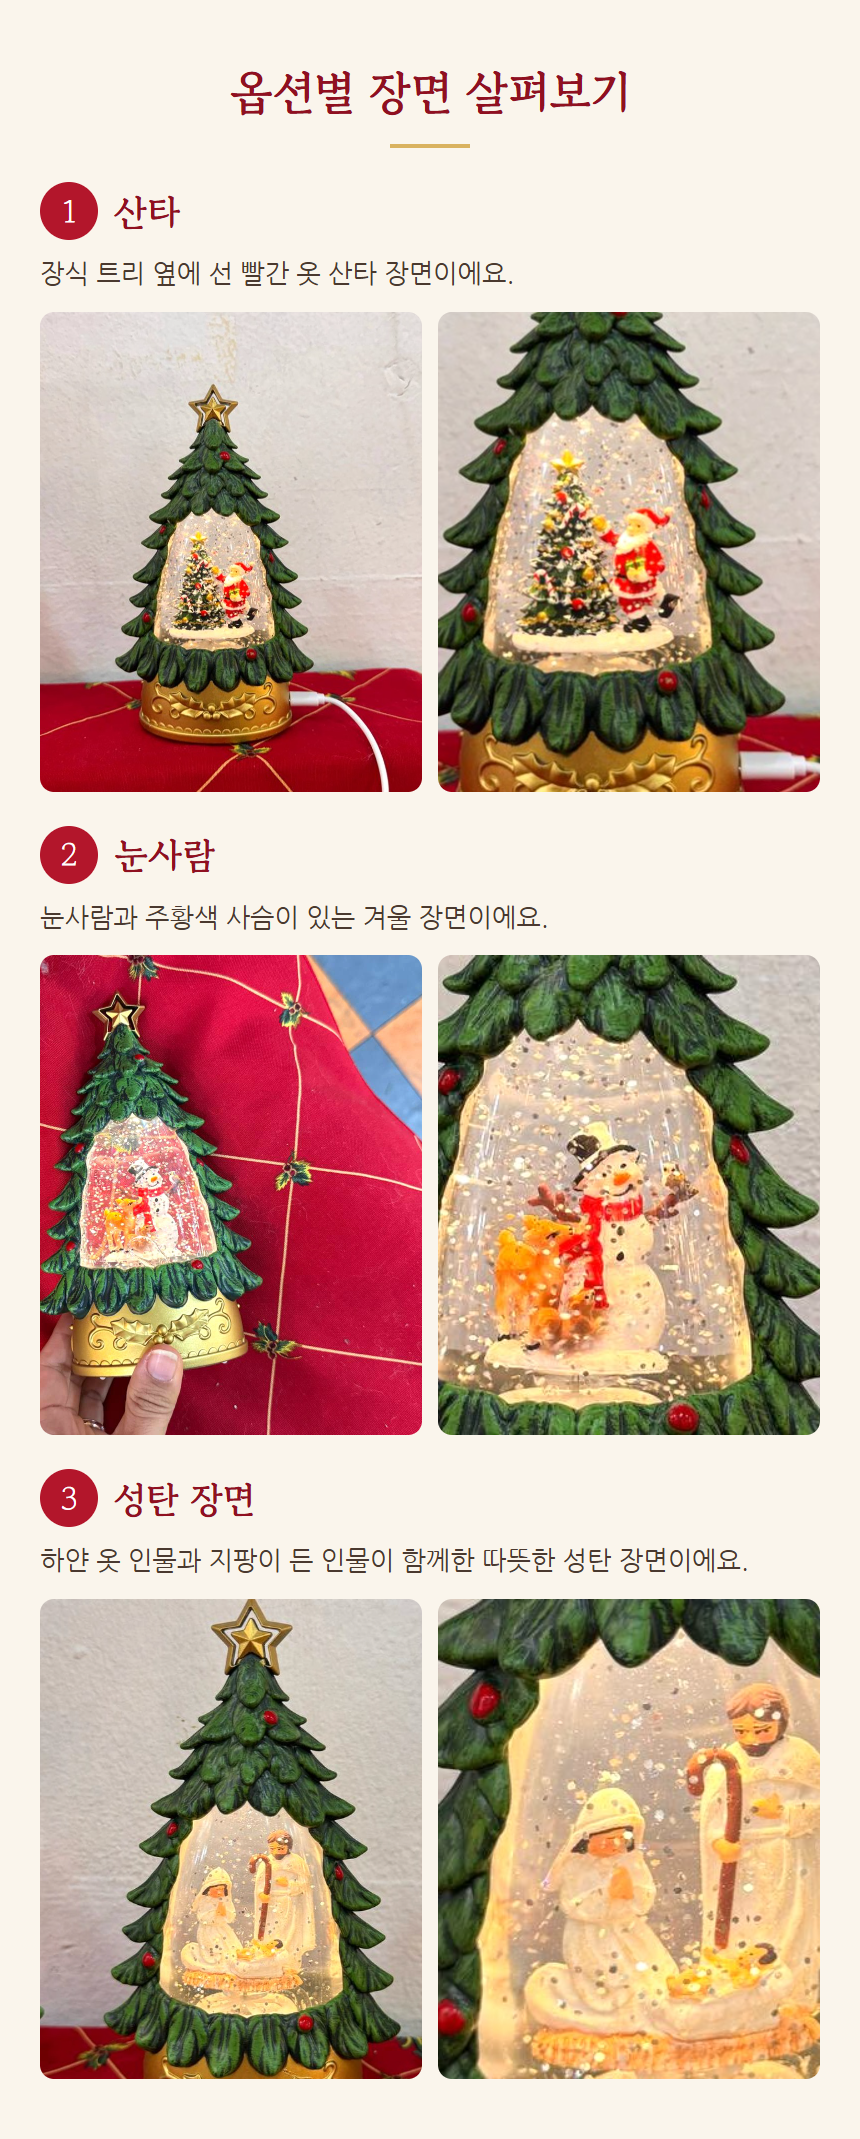 옵션별 장면 살펴보기
1 산타
장식 트리 옆에 선 빨간 옷 산타 장면이에요.
2 눈사람
눈사람과 주황색 사슴이 있는 겨울 장면이에요.
3 성탄 장면
하얀 옷 인물과 지팡이 든 인물이 함께한 따뜻한 성탄 장면이에요.